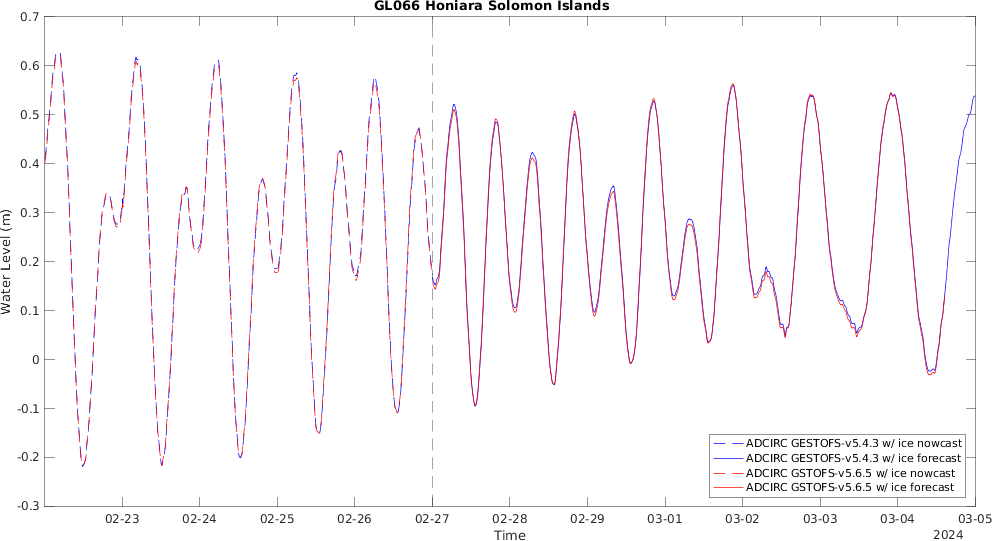 GL066 Honiara Solomon Islands
0.7
0.6
0.5
0.4
0.3
0.2
0.1
0
-0.1
-0.2
-0.3
Water Level (m)
ADCIRC GESTOFS-v5.4.3 w/ ice nowcast
ADCIRC GESTOFS-v5.4.3 w/ ice forecast
ADCIRC GSTOFS-v5.6.5 w/ ice nowcast
ADCIRC GSTOFS-v5.6.5 w/ ice forecast
02-23 02-24 02-25 02-26 02-27 02-28 02-29 03-01 03-02 03-03 03-04 03-05
Time
2024